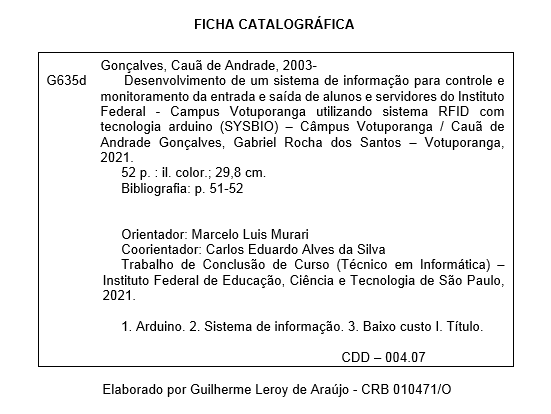 FICHA CATALOGRÁFICA
Gonçalves, Cauã de Andrade, 2003-
G635d Desenvolvimento de um sistema de informação para controle e
monitoramento da entrada e saída de alunos e servidores do Instituto
Federal - Campus Votuporanga utilizando sistema RFID com
tecnologia arduino (SYSBIO) – Câmpus Votuporanga / Cauã de
Andrade Gonçalves, Gabriel Rocha dos Santos – Votuporanga,
2021.
52 p. : il. color.; 29,8 cm.
Bibliografia: p. 51-52
Orientador: Marcelo Luis Murari
Coorientador: Carlos Eduardo Alves da Silva
Trabalho de Conclusão de Curso (Técnico em Informática) –
Instituto Federal de Educação, Ciência e Tecnologia de São Paulo,
2021.
1. Arduino. 2. Sistema de informação. 3. Baixo custo I. Título.
CDD – 004.07
Elaborado por Guilherme Leroy de Araújo - CRB 010471/O